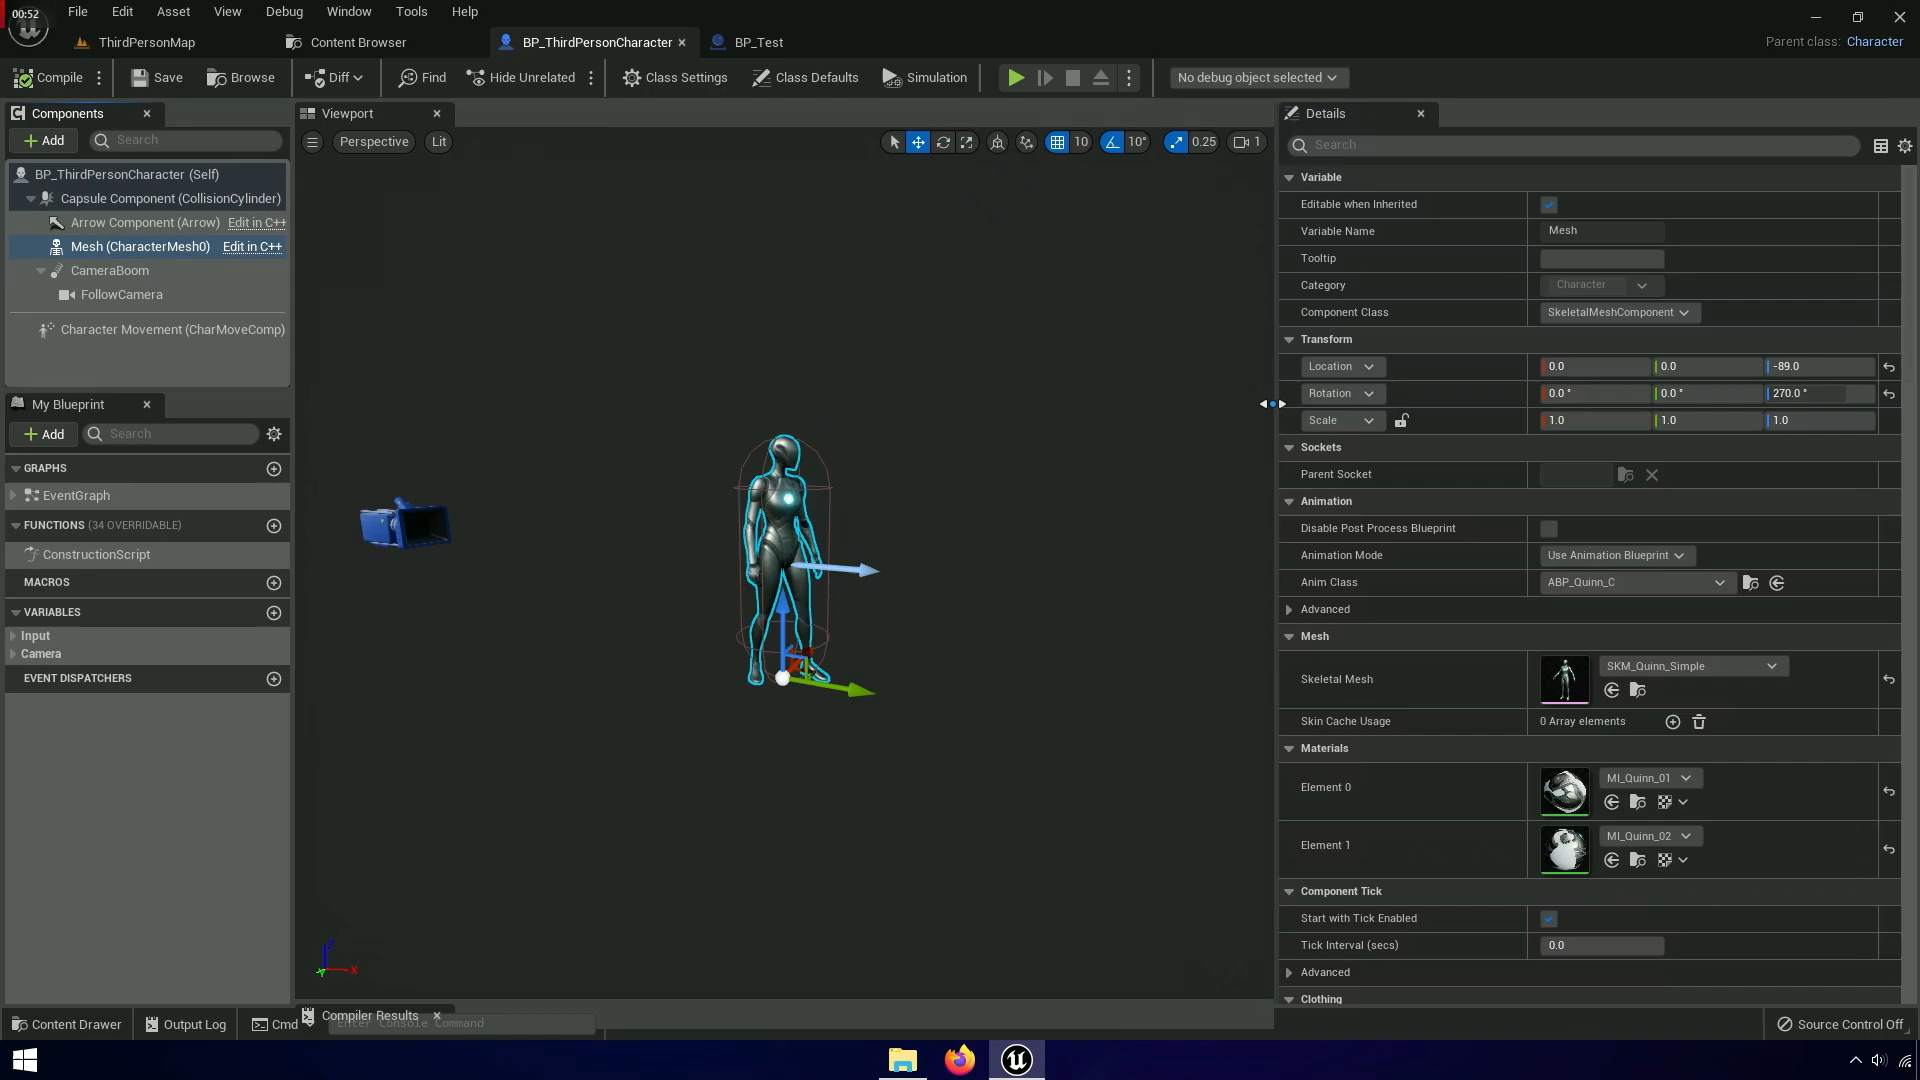 00:52
File Edit Asset View Debug Window Tools Help
ThirdPersonMap Content Browser BP_ThirdPersonCharacter BP_Test
Parent class: Character
Compile Save Browse Diff Find Hide Unrelated Class Settings Class Defaults Simulation No debug object selected
Components
Add Search
BP_ThirdPersonCharacter (Self)
Capsule Component (CollisionCylinder)
Arrow Component (Arrow) Edit in C++
Mesh (CharacterMesh0) Edit in C++
CameraBoom
FollowCamera
Character Movement (CharMoveComp)
My Blueprint
Add Search
GRAPHS
EventGraph
FUNCTIONS (34 OVERRIDABLE)
ConstructionScript
MACROS
VARIABLES
Input
Camera
EVENT DISPATCHERS
Viewport
Perspective Lit 10 10° 0.25 1
Z
X
Y
Details
Search
Variable
Editable when Inherited
Variable Name Mesh
Tooltip
Category Character
Component Class SkeletalMeshComponent
Transform
Location 0.0 0.0 -89.0
Rotation 0.0 ° 0.0 ° 270.0 °
Scale 1.0 1.0 1.0
Sockets
Parent Socket
Animation
Disable Post Process Blueprint
Animation Mode Use Animation Blueprint
Anim Class ABP_Quinn_C
Advanced
Mesh
Skeletal Mesh SKM_Quinn_Simple
Skin Cache Usage 0 Array elements
Materials
Element 0 MI_Quinn_01
Element 1 MI_Quinn_02
Component Tick
Start with Tick Enabled
Tick Interval (secs) 0.0
Advanced
Clothing
Compiler Results
Content Drawer Output Log Cmd Enter Console Command Source Control Off